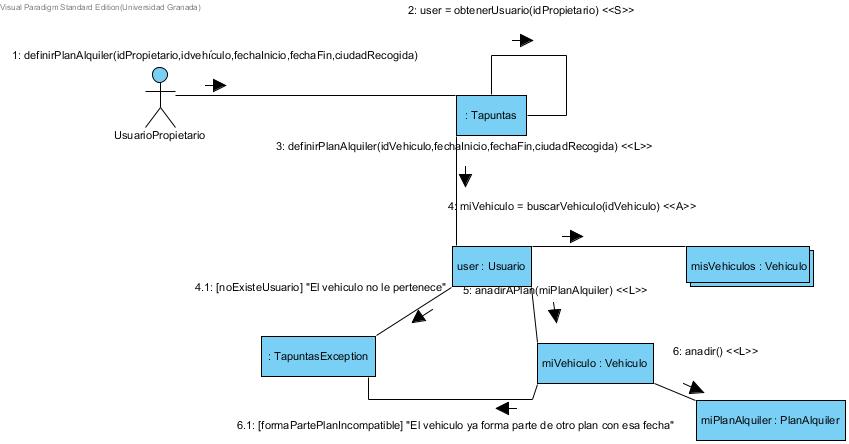 Visual Paradigm Standard Edition(Universidad Granada)
2: user = obtenerUsuario(idPropietario) <<S>>
1: definirPlanAlquiler(idPropietario,idvehículo,fechaInicio,fechaFin,ciudadRecogida)
: Tapuntas
UsuarioPropietario
3: definirPlanAlquiler(idVehiculo,fechaInicio,fechaFin,ciudadRecogida) <<L>>
4: miVehiculo = buscarVehiculo(idVehiculo) <<A>>
user : Usuario
misVehiculos : Vehiculo
4.1: [noExisteUsuario] "El vehiculo no le pertenece"
5: anadirAPlan(miPlanAlquiler) <<L>>
: TapuntasException
miVehiculo : Vehiculo
6: anadir() <<L>>
miPlanAlquiler : PlanAlquiler
6.1: [formaPartePlanIncompatible] "El vehiculo ya forma parte de otro plan con esa fecha"